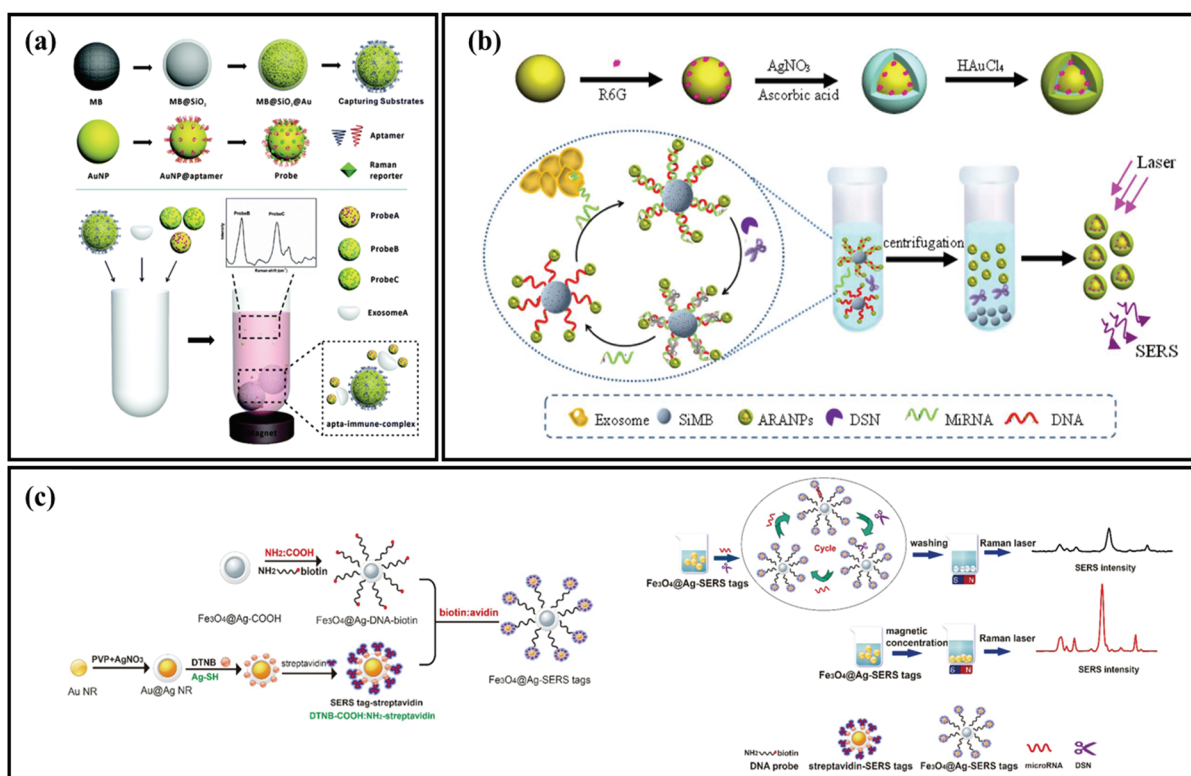 (a)
MB
MB@SiO₂
MB@SiO₂@Au
Capturing Substrates
AuNP
AuNP@aptamer
Probe
Aptamer
Raman
reporter
ProbeB
ProbeC
Intensity
Raman shift (cm⁻¹)
ProbeA
ProbeB
ProbeC
ExosomeA
Magnet
apta-immune-complex
(b)
R6G
AgNO₃
Ascorbic acid
HAuCl₄
Laser
centrifugation
SERS
Exosome
SiMB
ARANPs
DSN
MiRNA
DNA
(c)
NH₂:COOH
NH₂
biotin
Fe₃O₄@Ag-COOH
Fe₃O₄@Ag-DNA-biotin
biotin:avidin
PVP+AgNO₃
DTNB
Ag-SH
streptavidin
Au NR
Au@Ag NR
SERS tag-streptavidin
DTNB-COOH:NH₂-streptavidin
Fe₃O₄@Ag-SERS tags
Fe₃O₄@Ag-SERS tags
Cycle
washing
S N
Raman laser
SERS intensity
magnetic
concentration
Raman laser
Fe₃O₄@Ag-SERS tags
S N
SERS intensity
NH₂
biotin
DNA probe
streptavidin-SERS tags
Fe₃O₄@Ag-SERS tags
microRNA
DSN